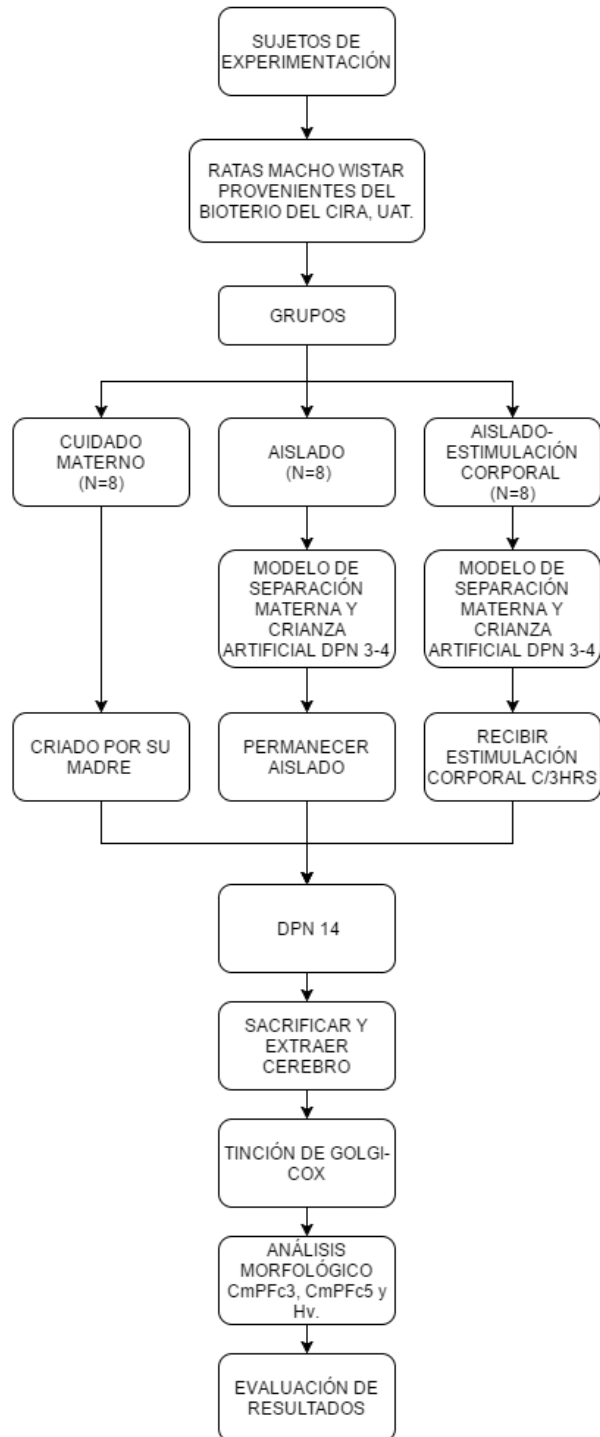 SUJETOS DE
EXPERIMENTACIÓN
RATAS MACHO WISTAR
PROVENIENTES DEL
BIOTERIO DEL CIRA, UAT.
GRUPOS
CUIDADO
MATERNO
(N=8)
AISLADO
(N=8)
AISLADO-
ESTIMULACIÓN
CORPORAL
(N=8)
MODELO DE
SEPARACIÓN
MATERNA Y
CRIANZA
ARTIFICIAL DPN 3-4
MODELO DE
SEPARACIÓN
MATERNA Y
CRIANZA
ARTIFICIAL DPN 3-4
CRIADO POR SU
MADRE
PERMANECER
AISLADO
RECIBIR
ESTIMULACIÓN
CORPORAL C/3HRS
DPN 14
SACRIFICAR Y
EXTRAER
CEREBRO
TINCIÓN DE GOLGI-
COX
ANÁLISIS
MORFOLÓGICO
CmPFc3, CmPFc5 y
Hv.
EVALUACIÓN DE
RESULTADOS